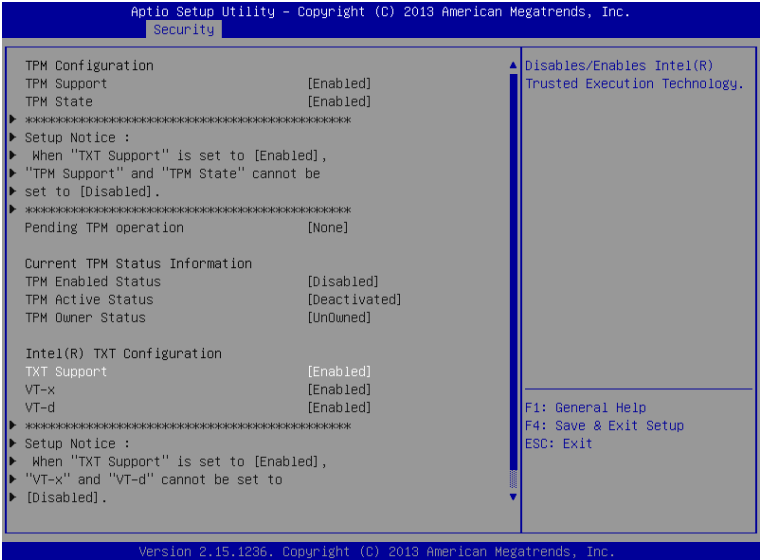 Aptio Setup Utility – Copyright (C) 2013 American Megatrends, Inc.
Security
TPM Configuration
TPM Support [Enabled]
TPM State [Enabled]
*******************************************
Setup Notice :
When "TXT Support" is set to [Enabled],
"TPM Support" and "TPM State" cannot be
set to [Disabled].
*******************************************
Pending TPM operation [None]
Current TPM Status Information
TPM Enabled Status [Disabled]
TPM Active Status [Deactivated]
TPM Owner Status [UnOwned]
Intel(R) TXT Configuration
TXT Support [Enabled]
VT-x [Enabled]
VT-d [Enabled]
*******************************************
Setup Notice :
When "TXT Support" is set to [Enabled],
"VT-x" and "VT-d" cannot be set to
[Disabled].
Disables/Enables Intel(R)
Trusted Execution Technology.
F1: General Help
F4: Save & Exit Setup
ESC: Exit
Version 2.15.1236. Copyright (C) 2013 American Megatrends, Inc.